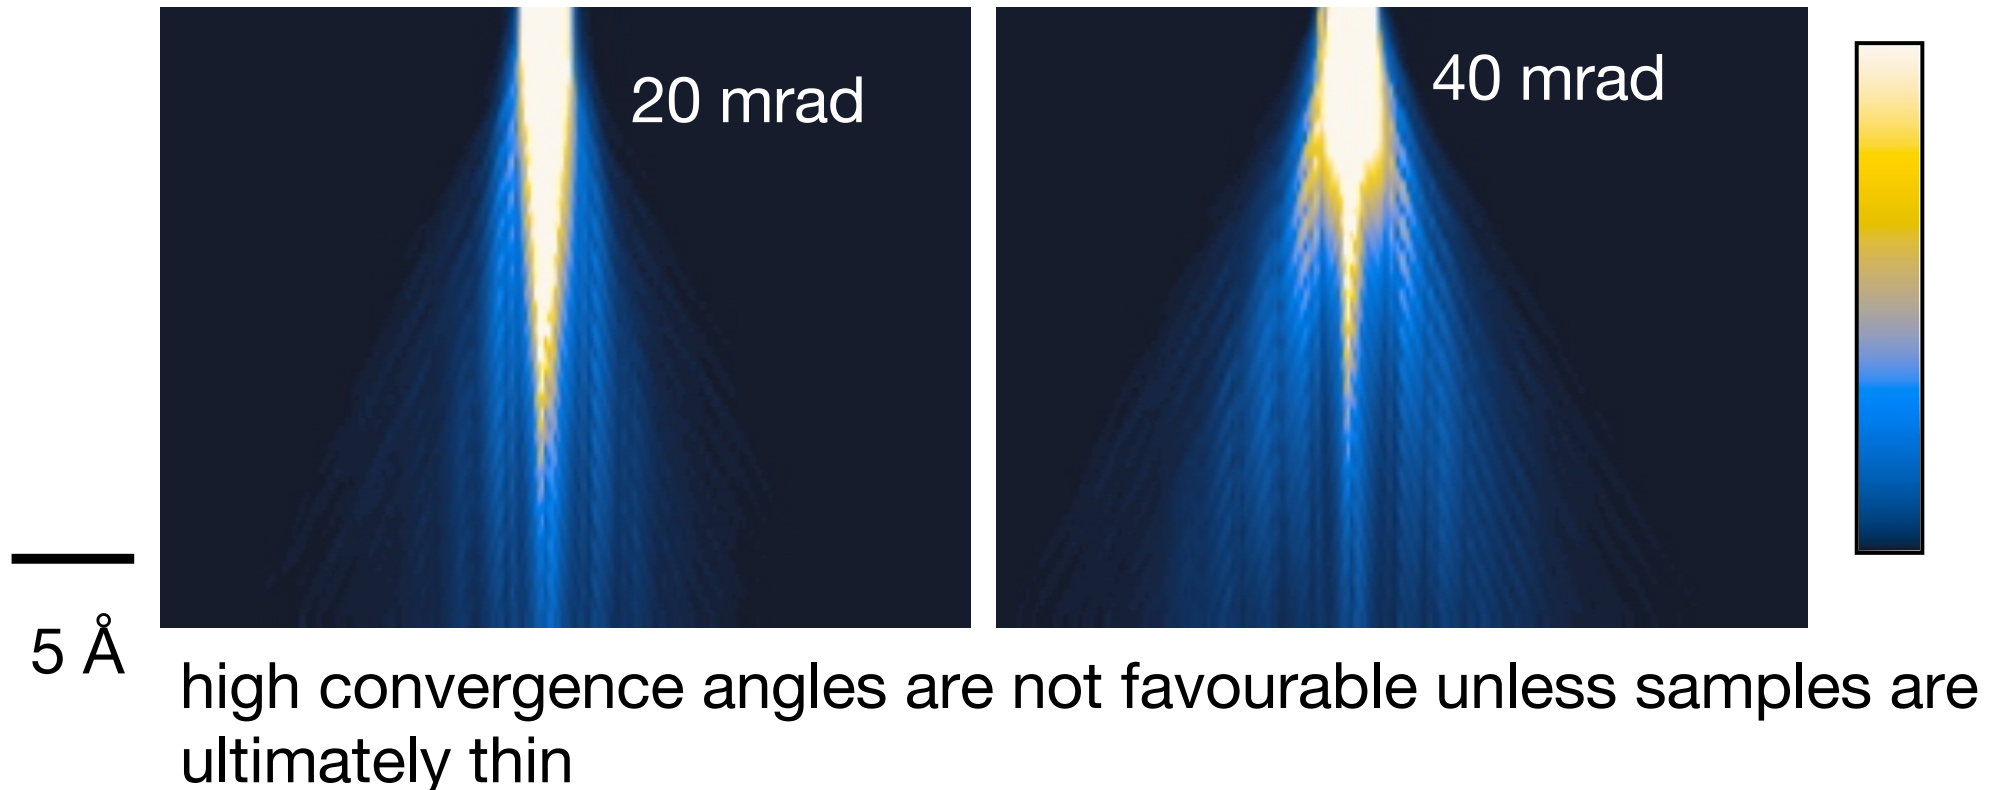 20 mrad
40 mrad
5 Å
high convergence angles are not favourable unless samples are
ultimately thin